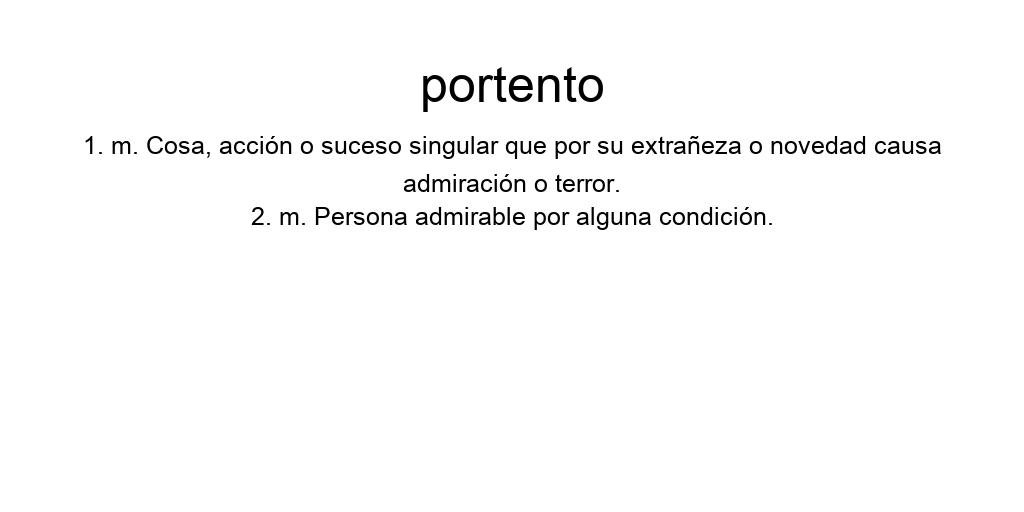 portento
1. m. Cosa, acción o suceso singular que por su extrañeza o novedad causa
admiración o terror.
2. m. Persona admirable por alguna condición.